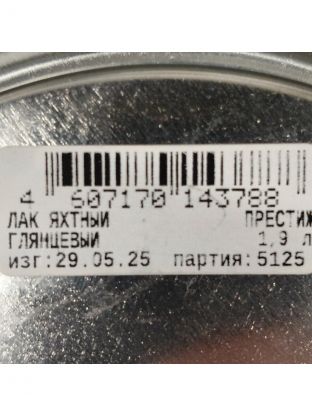 4 607170 143788
ЛАК ЯХТНЫЙ ПРЕСТИЖ
ГЛЯНЦЕВЫЙ 1,9 л
изг:29.05.25 партия:5125